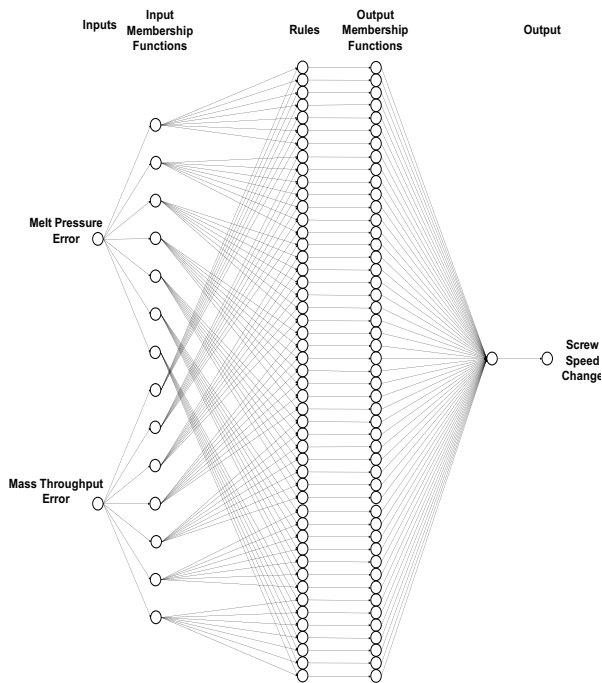 Inputs
Input
Membership
Functions
Rules
Output
Membership
Functions
Output
Melt Pressure
Error
Mass Throughput
Error
Screw
Speed
Change